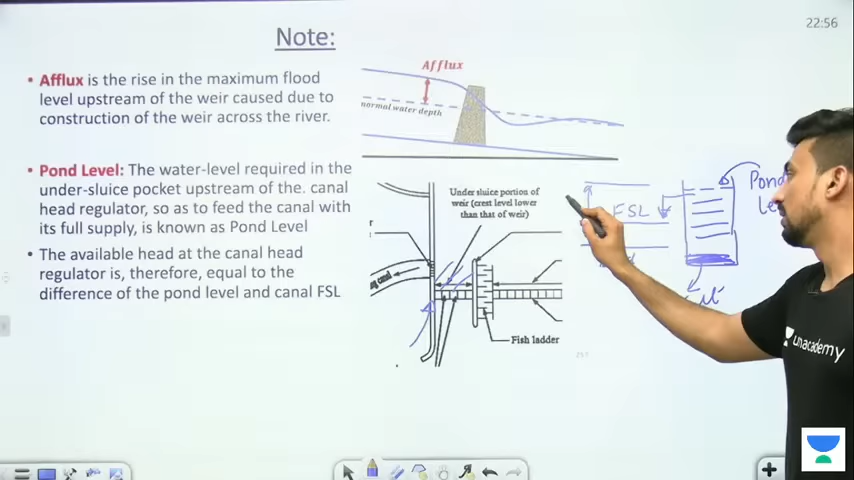 22:56
Note:
• Afflux is the rise in the maximum flood
level upstream of the weir caused due to
construction of the weir across the river.
• Pond Level: The water-level required in the
under-sluice pocket upstream of the. canal
head regulator, so as to feed the canal with
its full supply, is known as Pond Level
• The available head at the canal head
regulator is, therefore, equal to the
difference of the pond level and canal FSL
Afflux
normal water depth
Under sluice portion of
weir (crest level lower
than that of weir)
canal
Fish ladder
257
FSL
Pond
unacademy